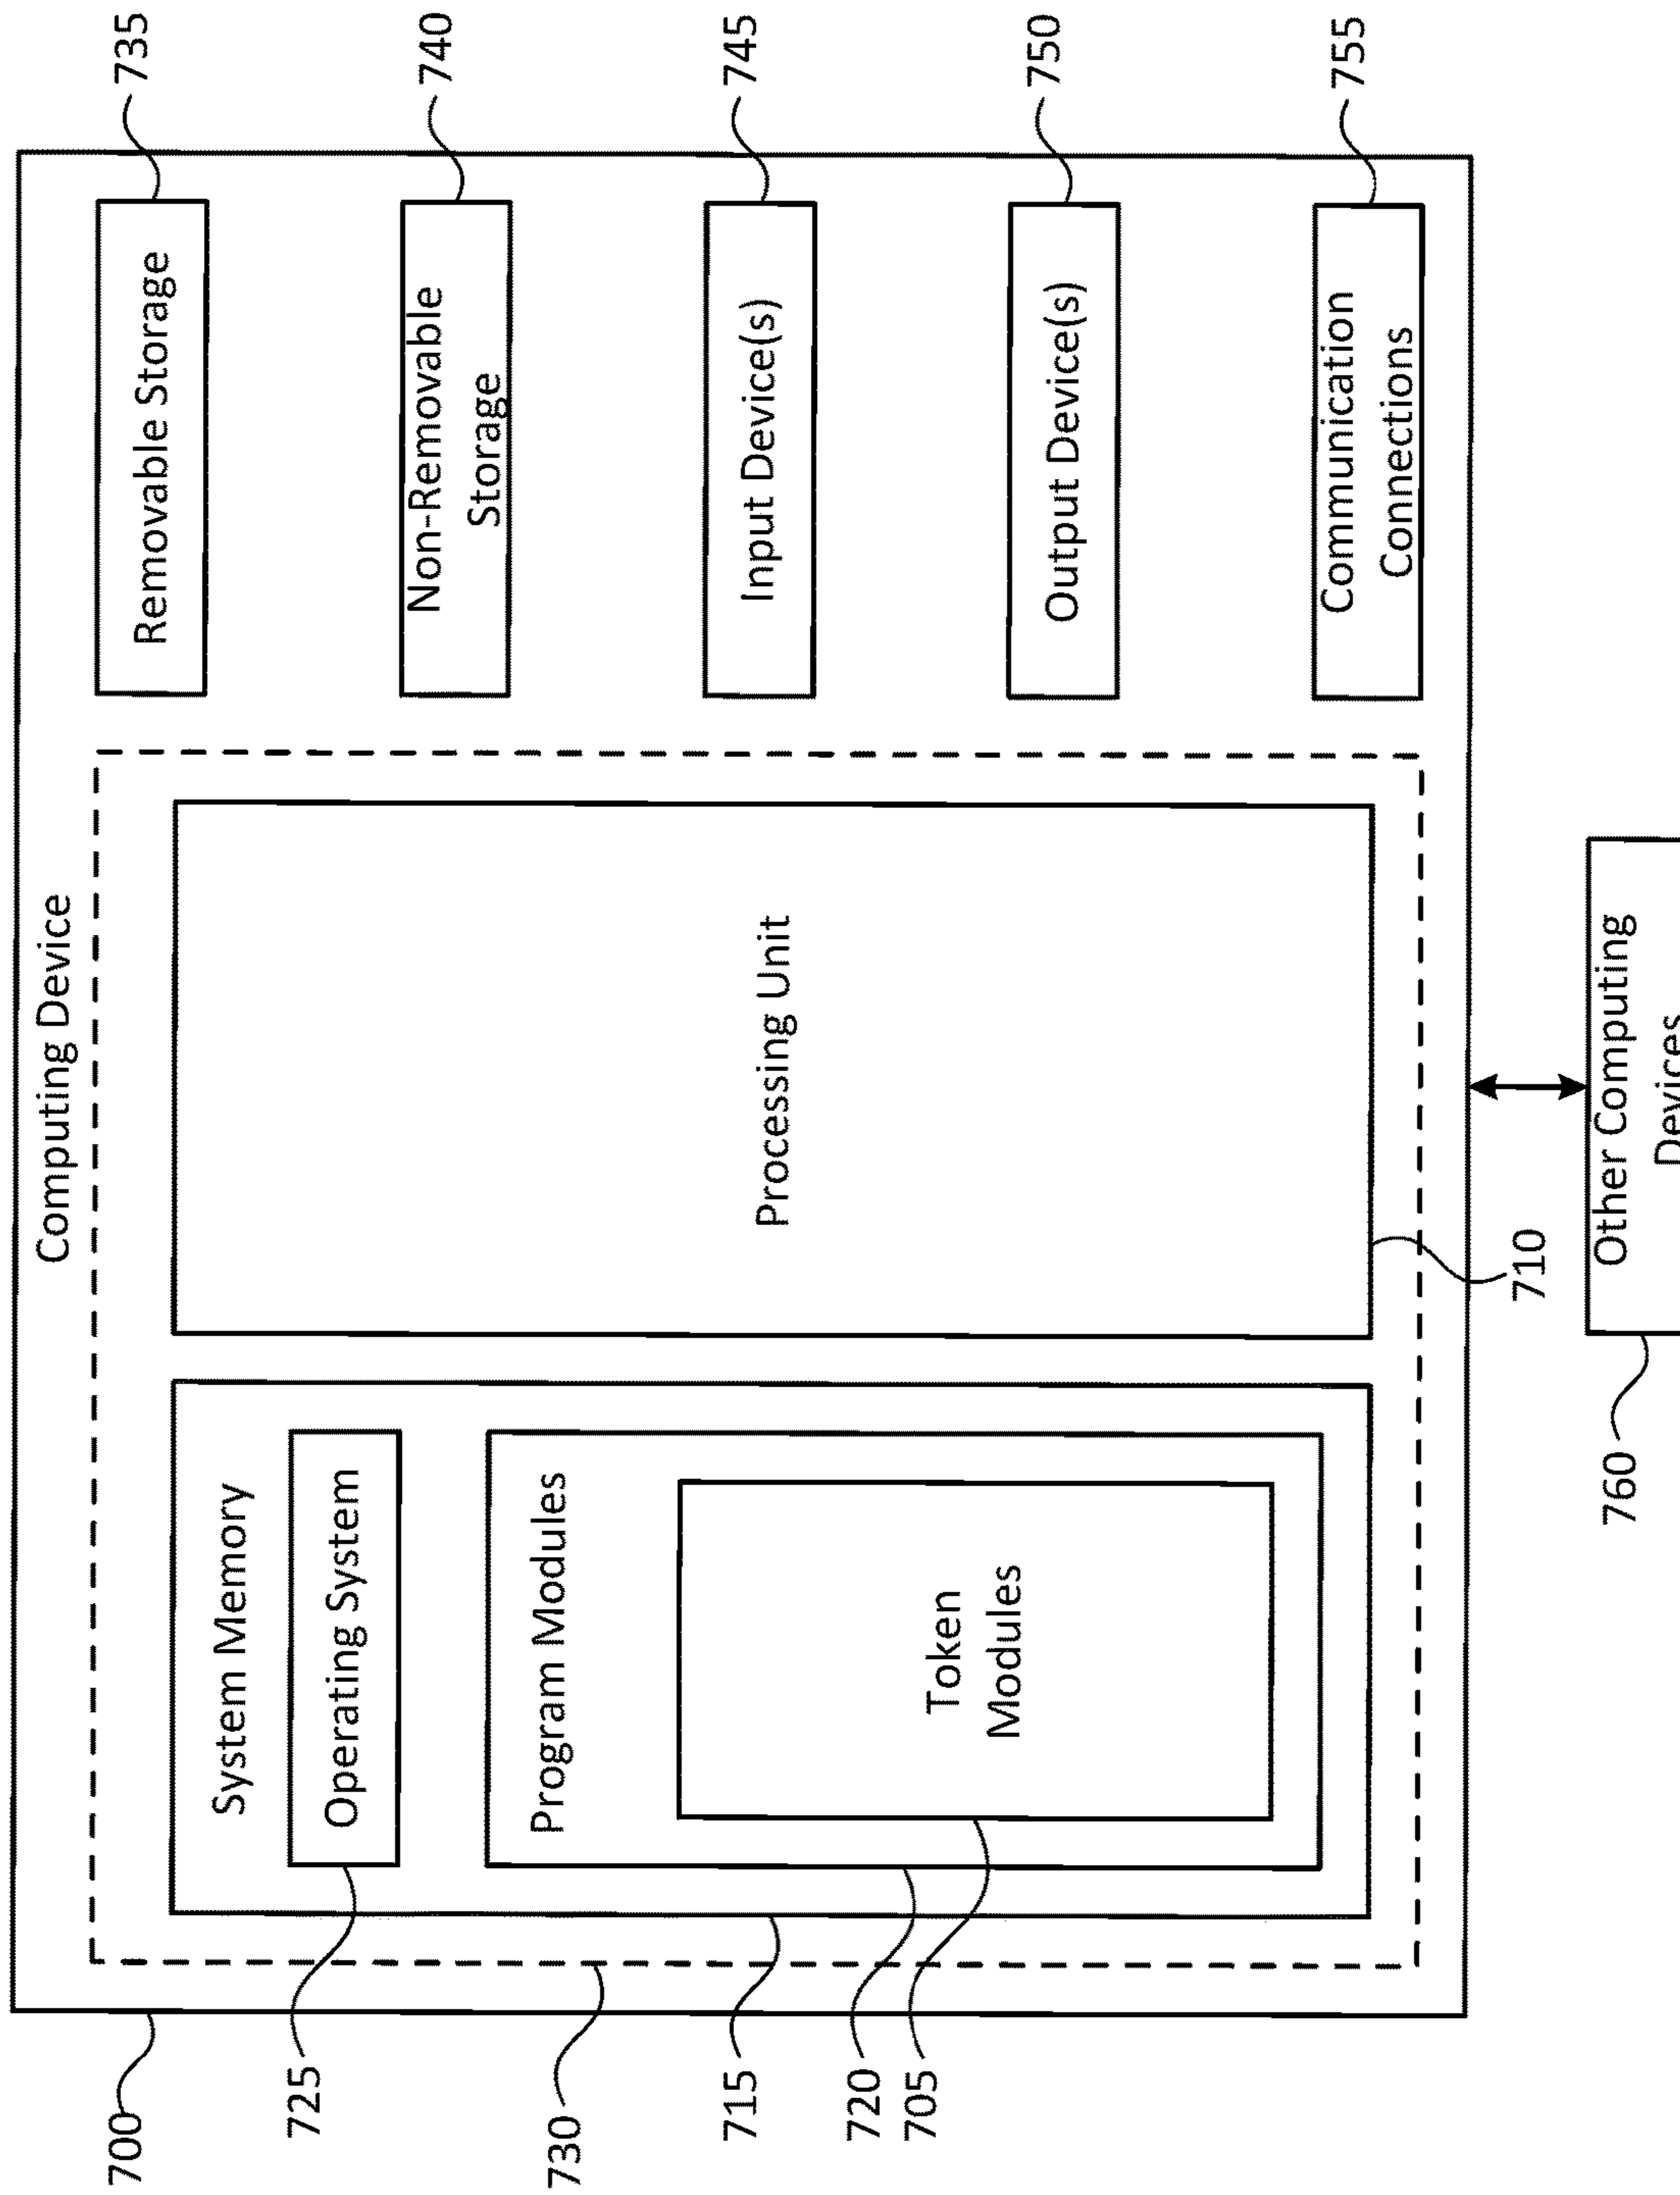 Computing Device
700
System Memory
Operating System
725
Program Modules
Token
Modules
730
715
720
705
Processing Unit
710
Removable Storage
735
Non-Removable
Storage
740
Input Device(s)
745
Output Device(s)
750
Communication
Connections
755
Other Computing
Devices
760